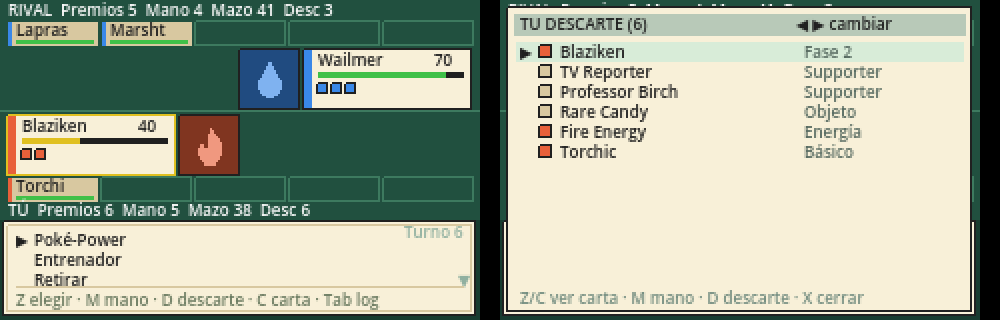 RIVAL Premios 5 Mano 4 Mazo 41 Desc 3
Lapras Marsht
Wailmer 70
Blaziken 40
Torchi
TU Premios 6 Mano 5 Mazo 38 Desc 6
Turno 6
▶ Poké-Power
Entrenador
Retirar
Z elegir · M mano · D descarte · C carta · Tab log
TU DESCARTE (6) ◀ ▶ cambiar
▶ Blaziken Fase 2
TV Reporter Supporter
Professor Birch Supporter
Rare Candy Objeto
Fire Energy Energía
Torchic Básico
Z/C ver carta · M mano · D descarte · X cerrar